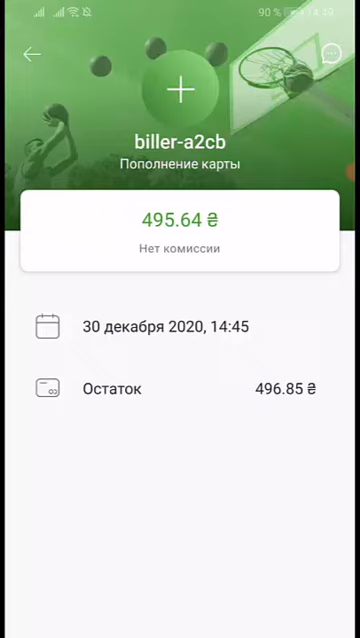 90 %
biller-a2cb
Пополнение карты
495.64 ₴
Нет комиссии
30 декабря 2020, 14:45
Остаток 496.85 ₴